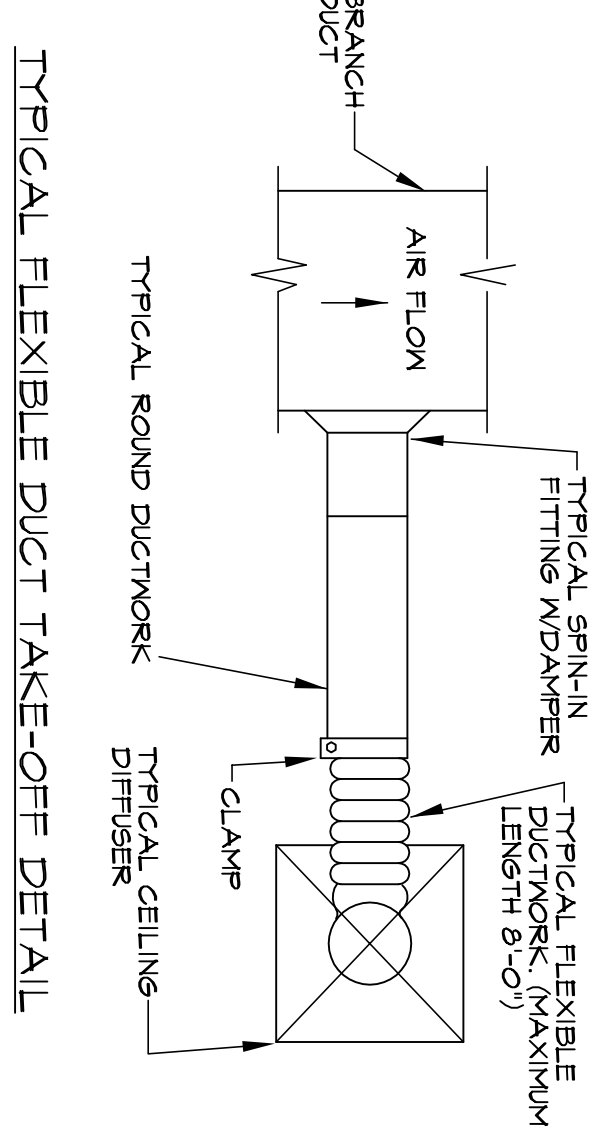 BRANCH
DUCT
AIR FLOW
TYPICAL SPIN-IN
FITTING W/DAMPER
TYPICAL FLEXIBLE
DUCTWORK. (MAXIMUM
LENGTH 8'-0")
TYPICAL ROUND DUCTWORK
CLAMP
TYPICAL CEILING
DIFFUSER
TYPICAL FLEXIBLE DUCT TAKE-OFF DETAIL